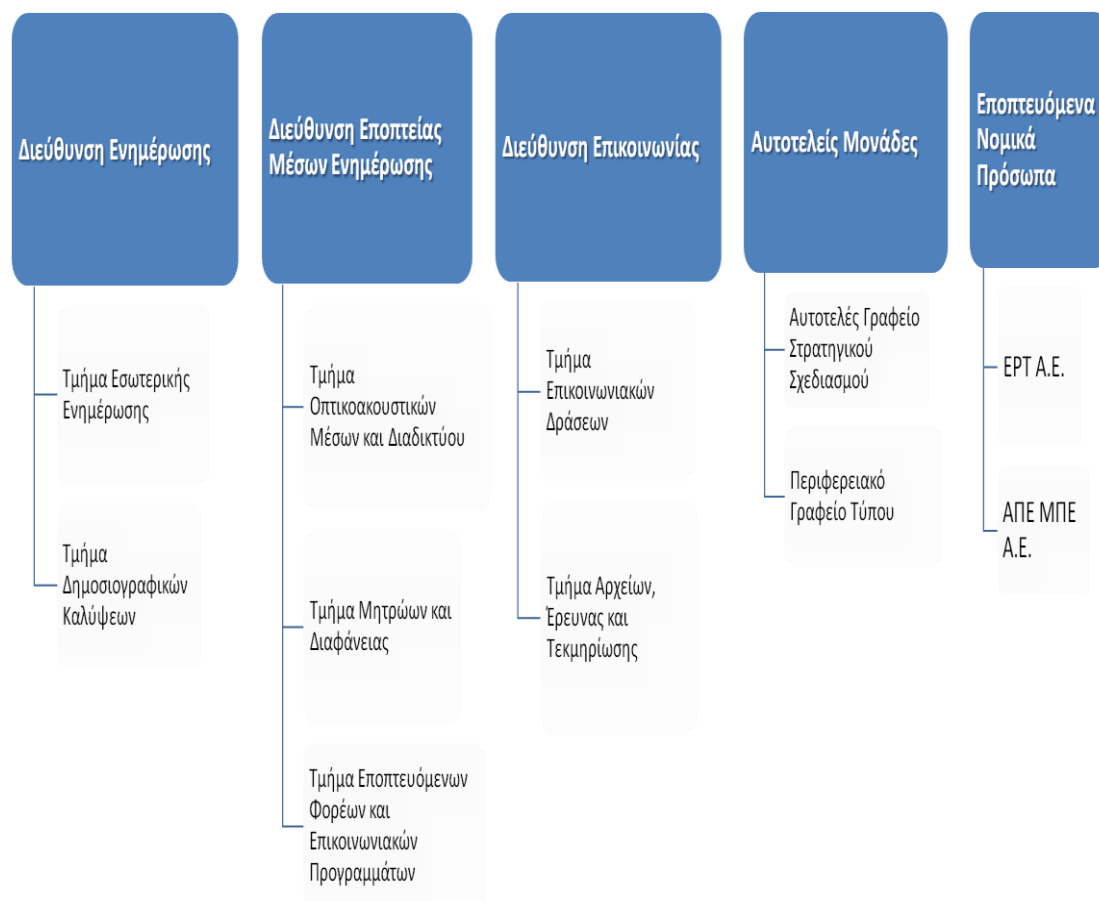 Διεύθυνση Ενημέρωσης
Τμήμα Εσωτερικής
Ενημέρωσης
Τμήμα
Δημοσιογραφικών
Καλύψεων
Διεύθυνση Εποπτείας
Μέσων Ενημέρωσης
Τμήμα
Οπτικοακουστικών
Μέσων και Διαδικτύου
Τμήμα Μητρώων και
Διαφάνειας
Τμήμα Εποπτευόμενων
Φορέων και
Επικοινωνιακών
Προγραμμάτων
Διεύθυνση Επικοινωνίας
Τμήμα
Επικοινωνιακών
Δράσεων
Τμήμα Αρχείων,
Έρευνας και
Τεκμηρίωσης
Αυτοτελείς Μονάδες
Αυτοτελές Γραφείο
Στρατηγικού
Σχεδιασμού
Περιφερειακό
Γραφείο Τύπου
Εποπτευόμενα
Νομικά
Πρόσωπα
ΕΡΤ Α.Ε.
ΑΠΕ ΜΠΕ
Α.Ε.